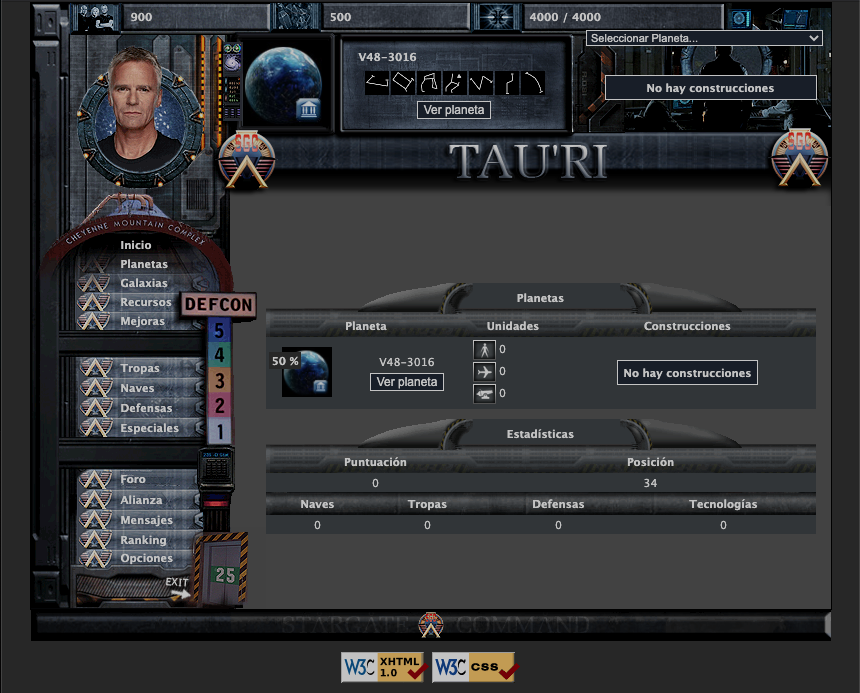 900
500
4000 / 4000
Seleccionar Planeta...
V48-3016
Ver planeta
No hay construcciones
SGC
TAU'RI
SGC
CHEYENNE MOUNTAIN COMPLEX
Inicio
Planetas
Galaxias
Recursos
Mejoras
DEFCON
5
4
3
2
1
Tropas
Naves
Defensas
Especiales
Foro
Alianza
Mensajes
Ranking
Opciones
EXIT
25
Planetas
Planeta Unidades Construcciones
50 %
V48-3016
Ver planeta
0
0
0
No hay construcciones
Estadísticas
Puntuación Posición
0 34
Naves Tropas Defensas Tecnologías
0 0 0 0
STARGATE COMMAND
W3C XHTML 1.0
W3C CSS